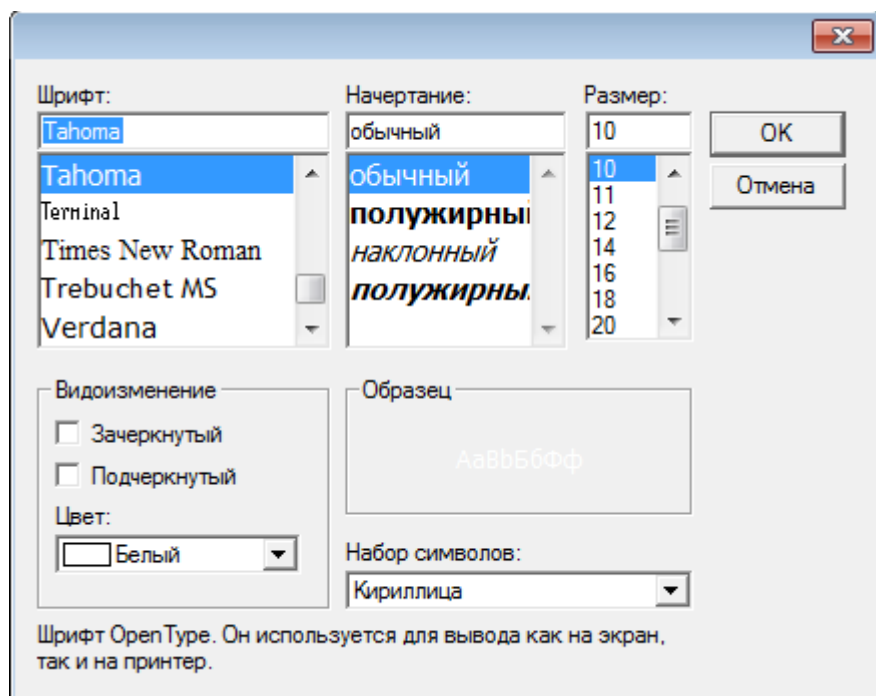 Шрифт:
Tahoma
Tahoma
Terminal
Times New Roman
Trebuchet MS
Verdana
Начертание:
обычный
обычный
полужирны
наклонный
полужирны
Размер:
10
10
11
12
14
16
18
20
OK
Отмена
Видоизменение
Зачеркнутый
Подчеркнутый
Цвет:
Белый
Образец
АаВbБбФф
Набор символов:
Кириллица
Шрифт OpenType. Он используется для вывода как на экран,
так и на принтер.